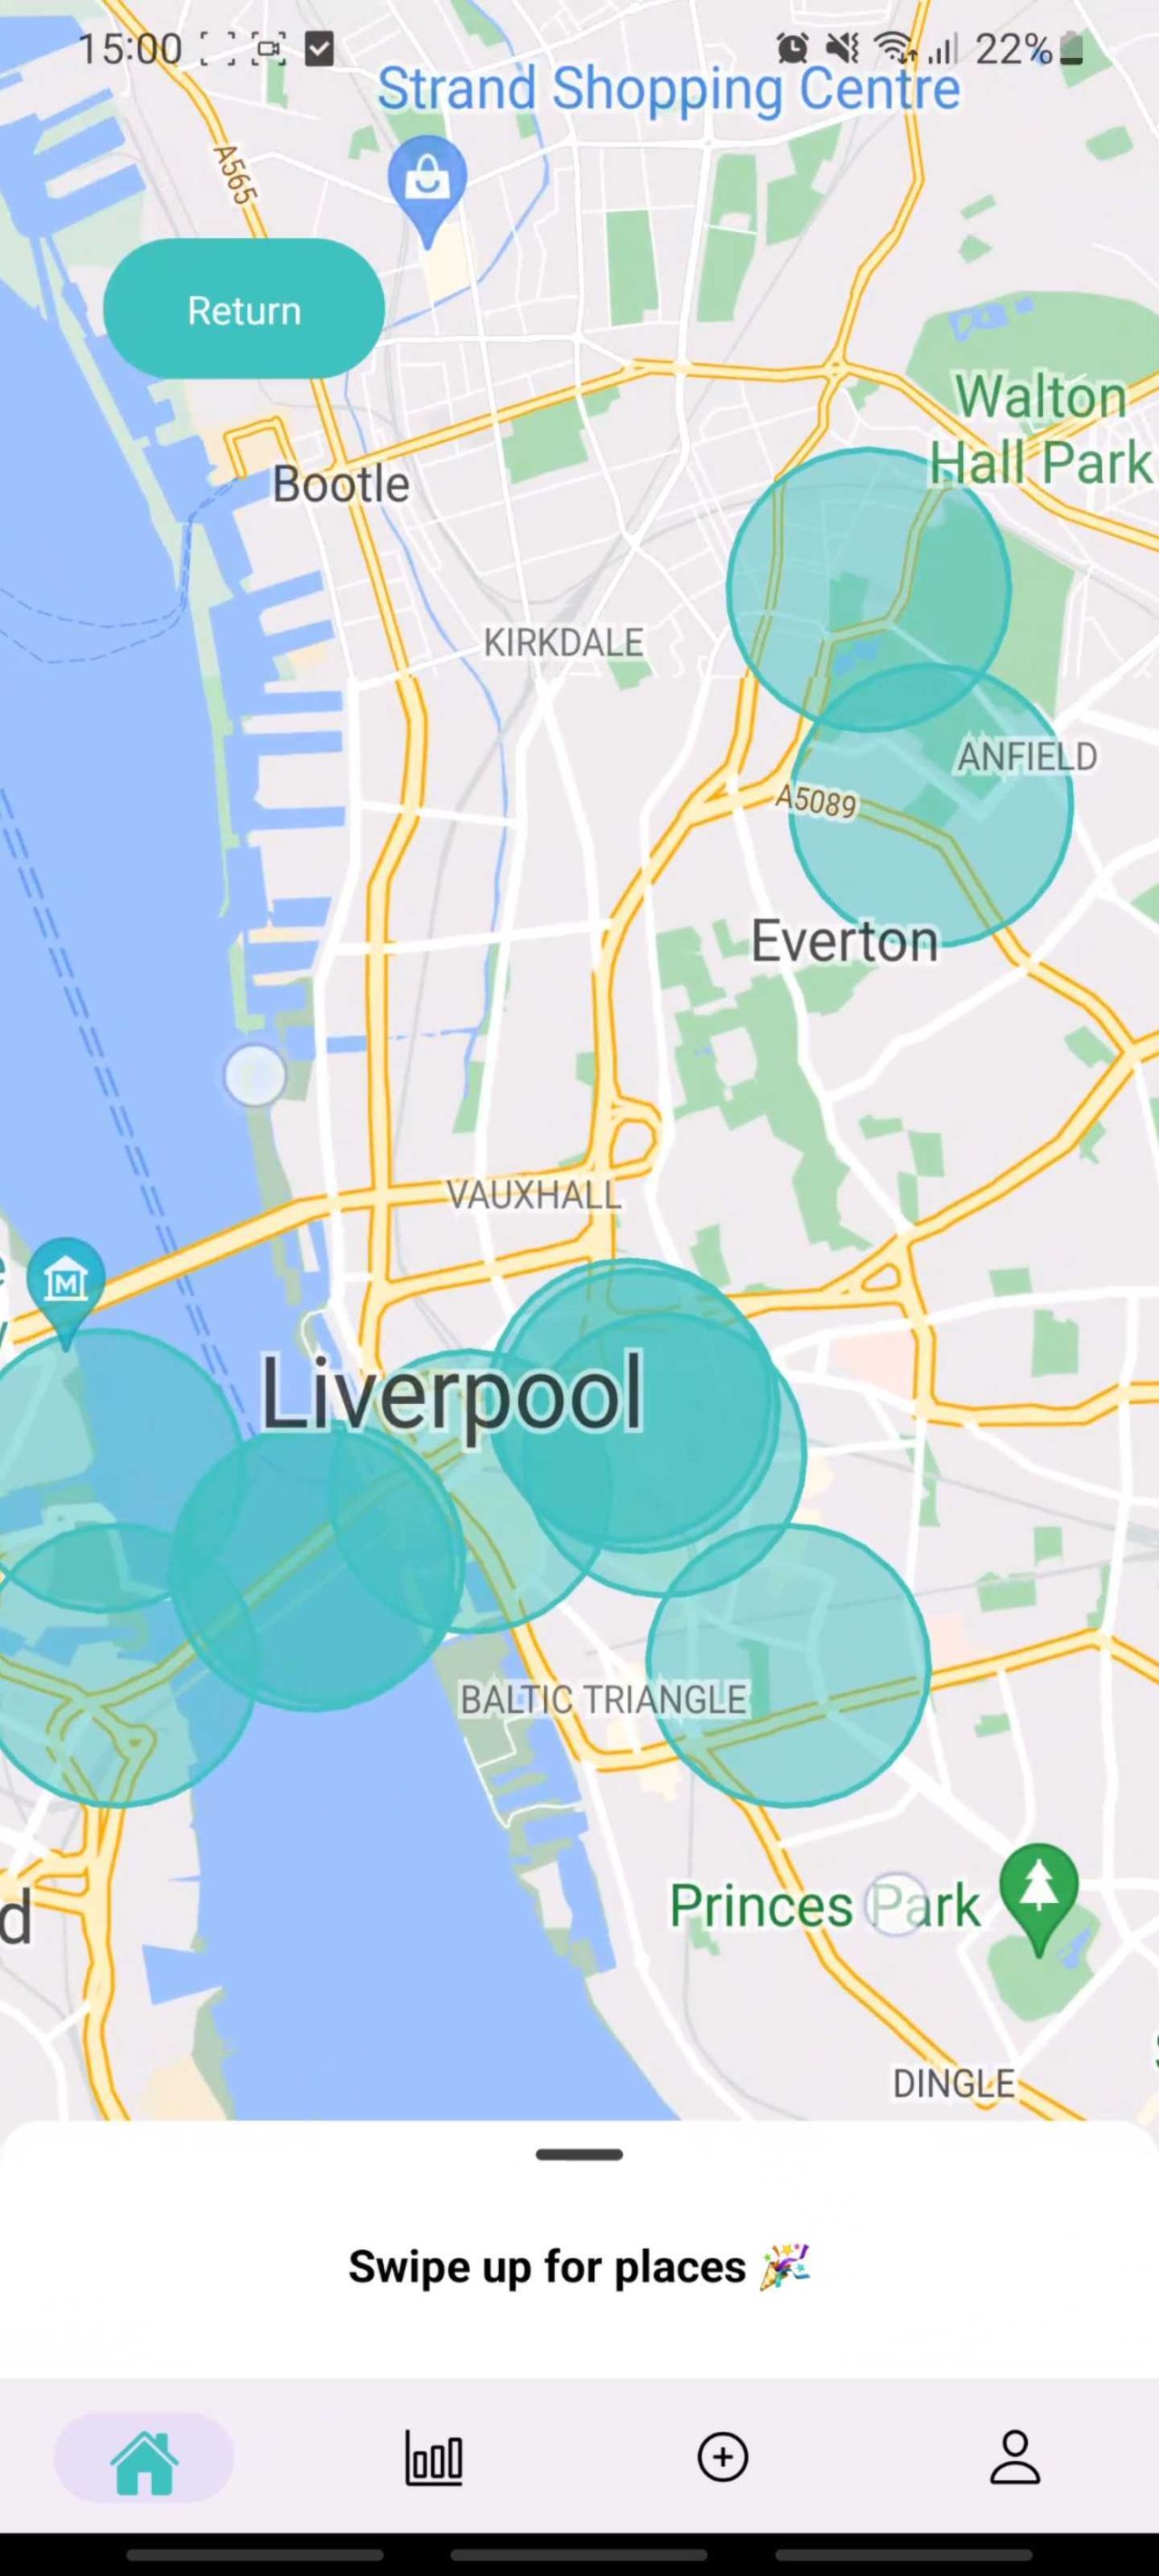 15:00
22%
Strand Shopping Centre
A565
Return
Walton
Hall Park
Bootle
KIRKDALE
ANFIELD
A5089
Everton
VAUXHALL
M
Liverpool
BALTIC TRIANGLE
Princes Park
d
DINGLE
Swipe up for places 🎉